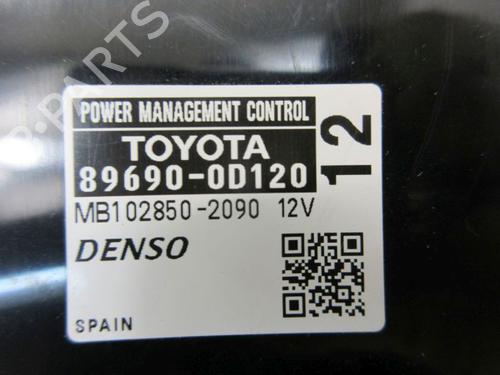 POWER MANAGEMENT CONTROL
TOYOTA
89690-0D120
12
MB102850-2090 12V
DENSO
SPAIN